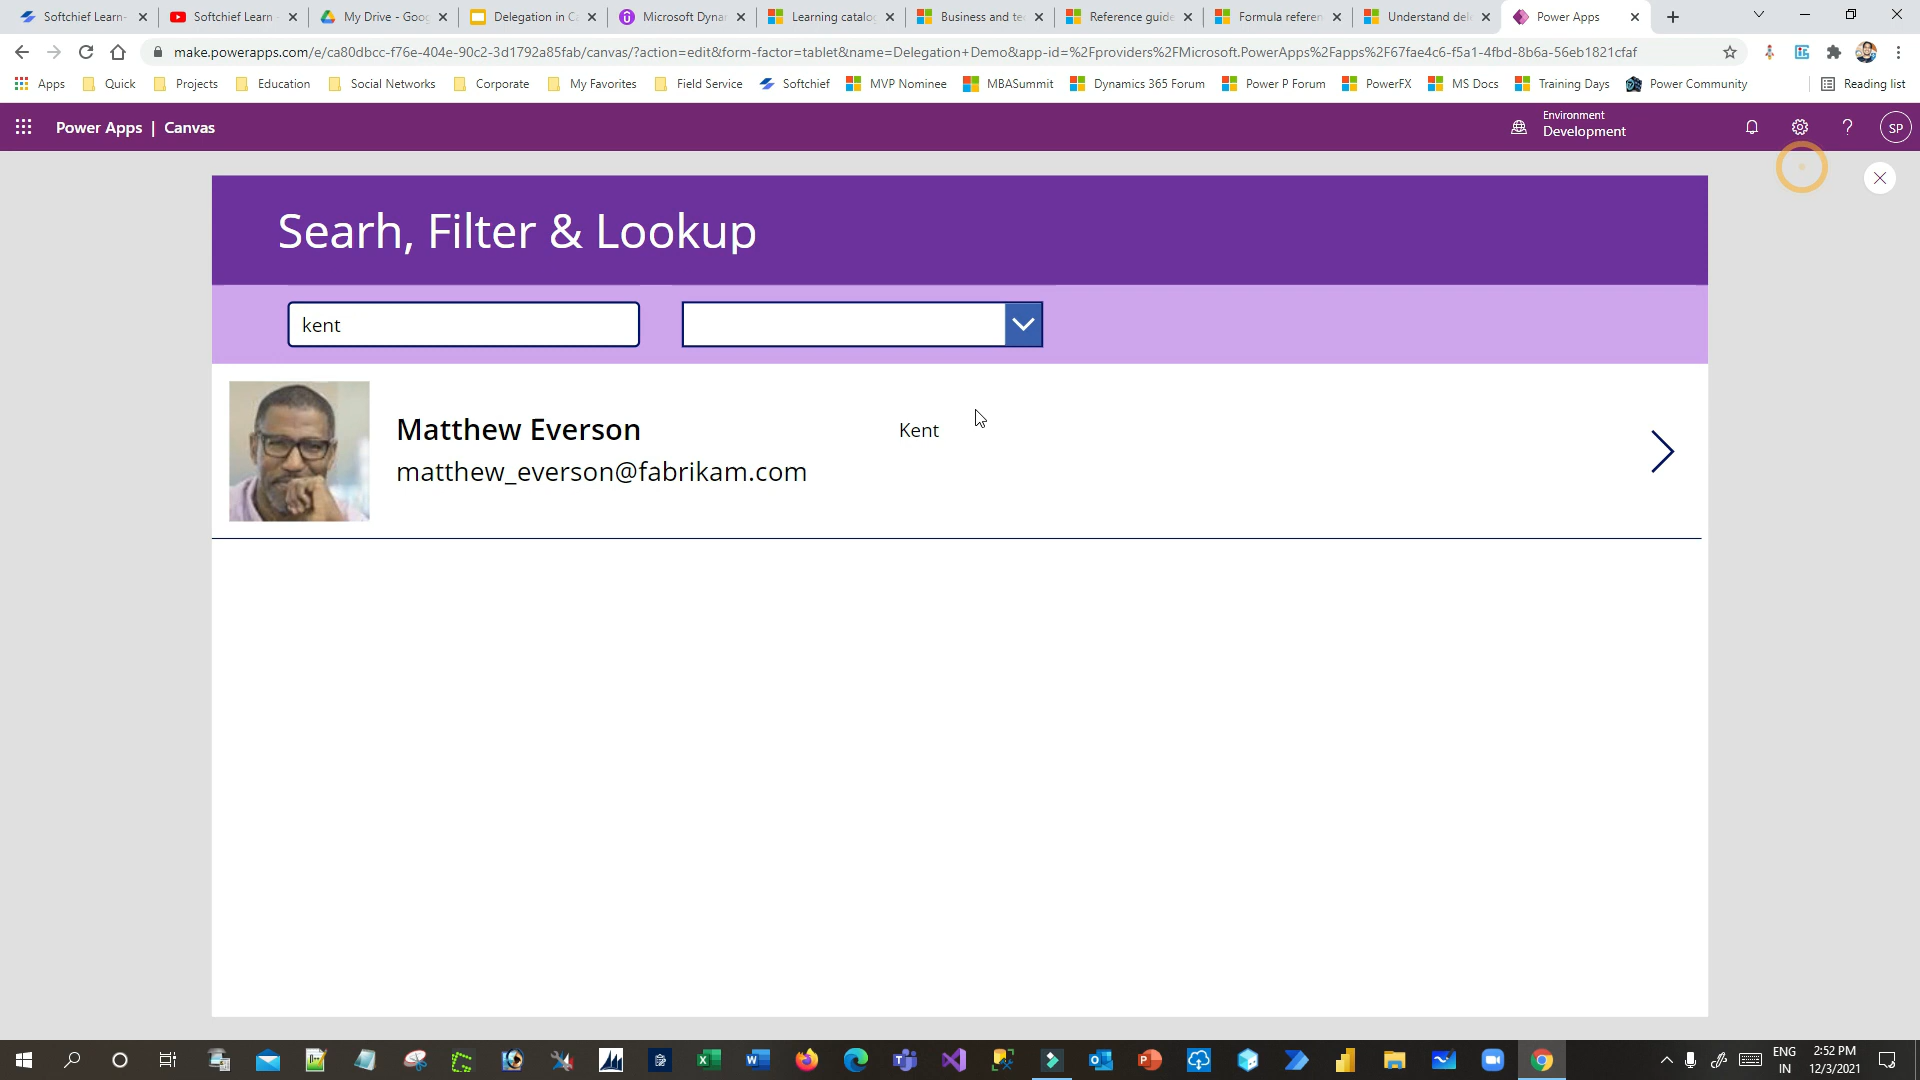 Softchief Learn-
Softchief Learn -
My Drive - Goog
Delegation in Ca
Microsoft Dynar
Learning catalog
Business and te
Reference guide
Formula referen
Understand del
Power Apps
make.powerapps.com/e/ca80dbcc-f76e-404e-90c2-3d1792a85fab/canvas/?action=edit&form-factor=tablet&name=Delegation+Demo&app-id=%2Fproviders%2FMicrosoft.PowerApps%2Fapps%2F67fae4c6-f5a1-4fbd-8b6a-56eb1821cfaf
Apps
Quick
Projects
Education
Social Networks
Corporate
My Favorites
Field Service
Softchief
MVP Nominee
MBASummit
Dynamics 365 Forum
Power P Forum
PowerFX
MS Docs
Training Days
Power Community
Reading list
Power Apps | Canvas
Environment
Development
SP
Searh, Filter & Lookup
kent
Matthew Everson
Kent
matthew_everson@fabrikam.com
ENG
IN
2:52 PM
12/3/2021